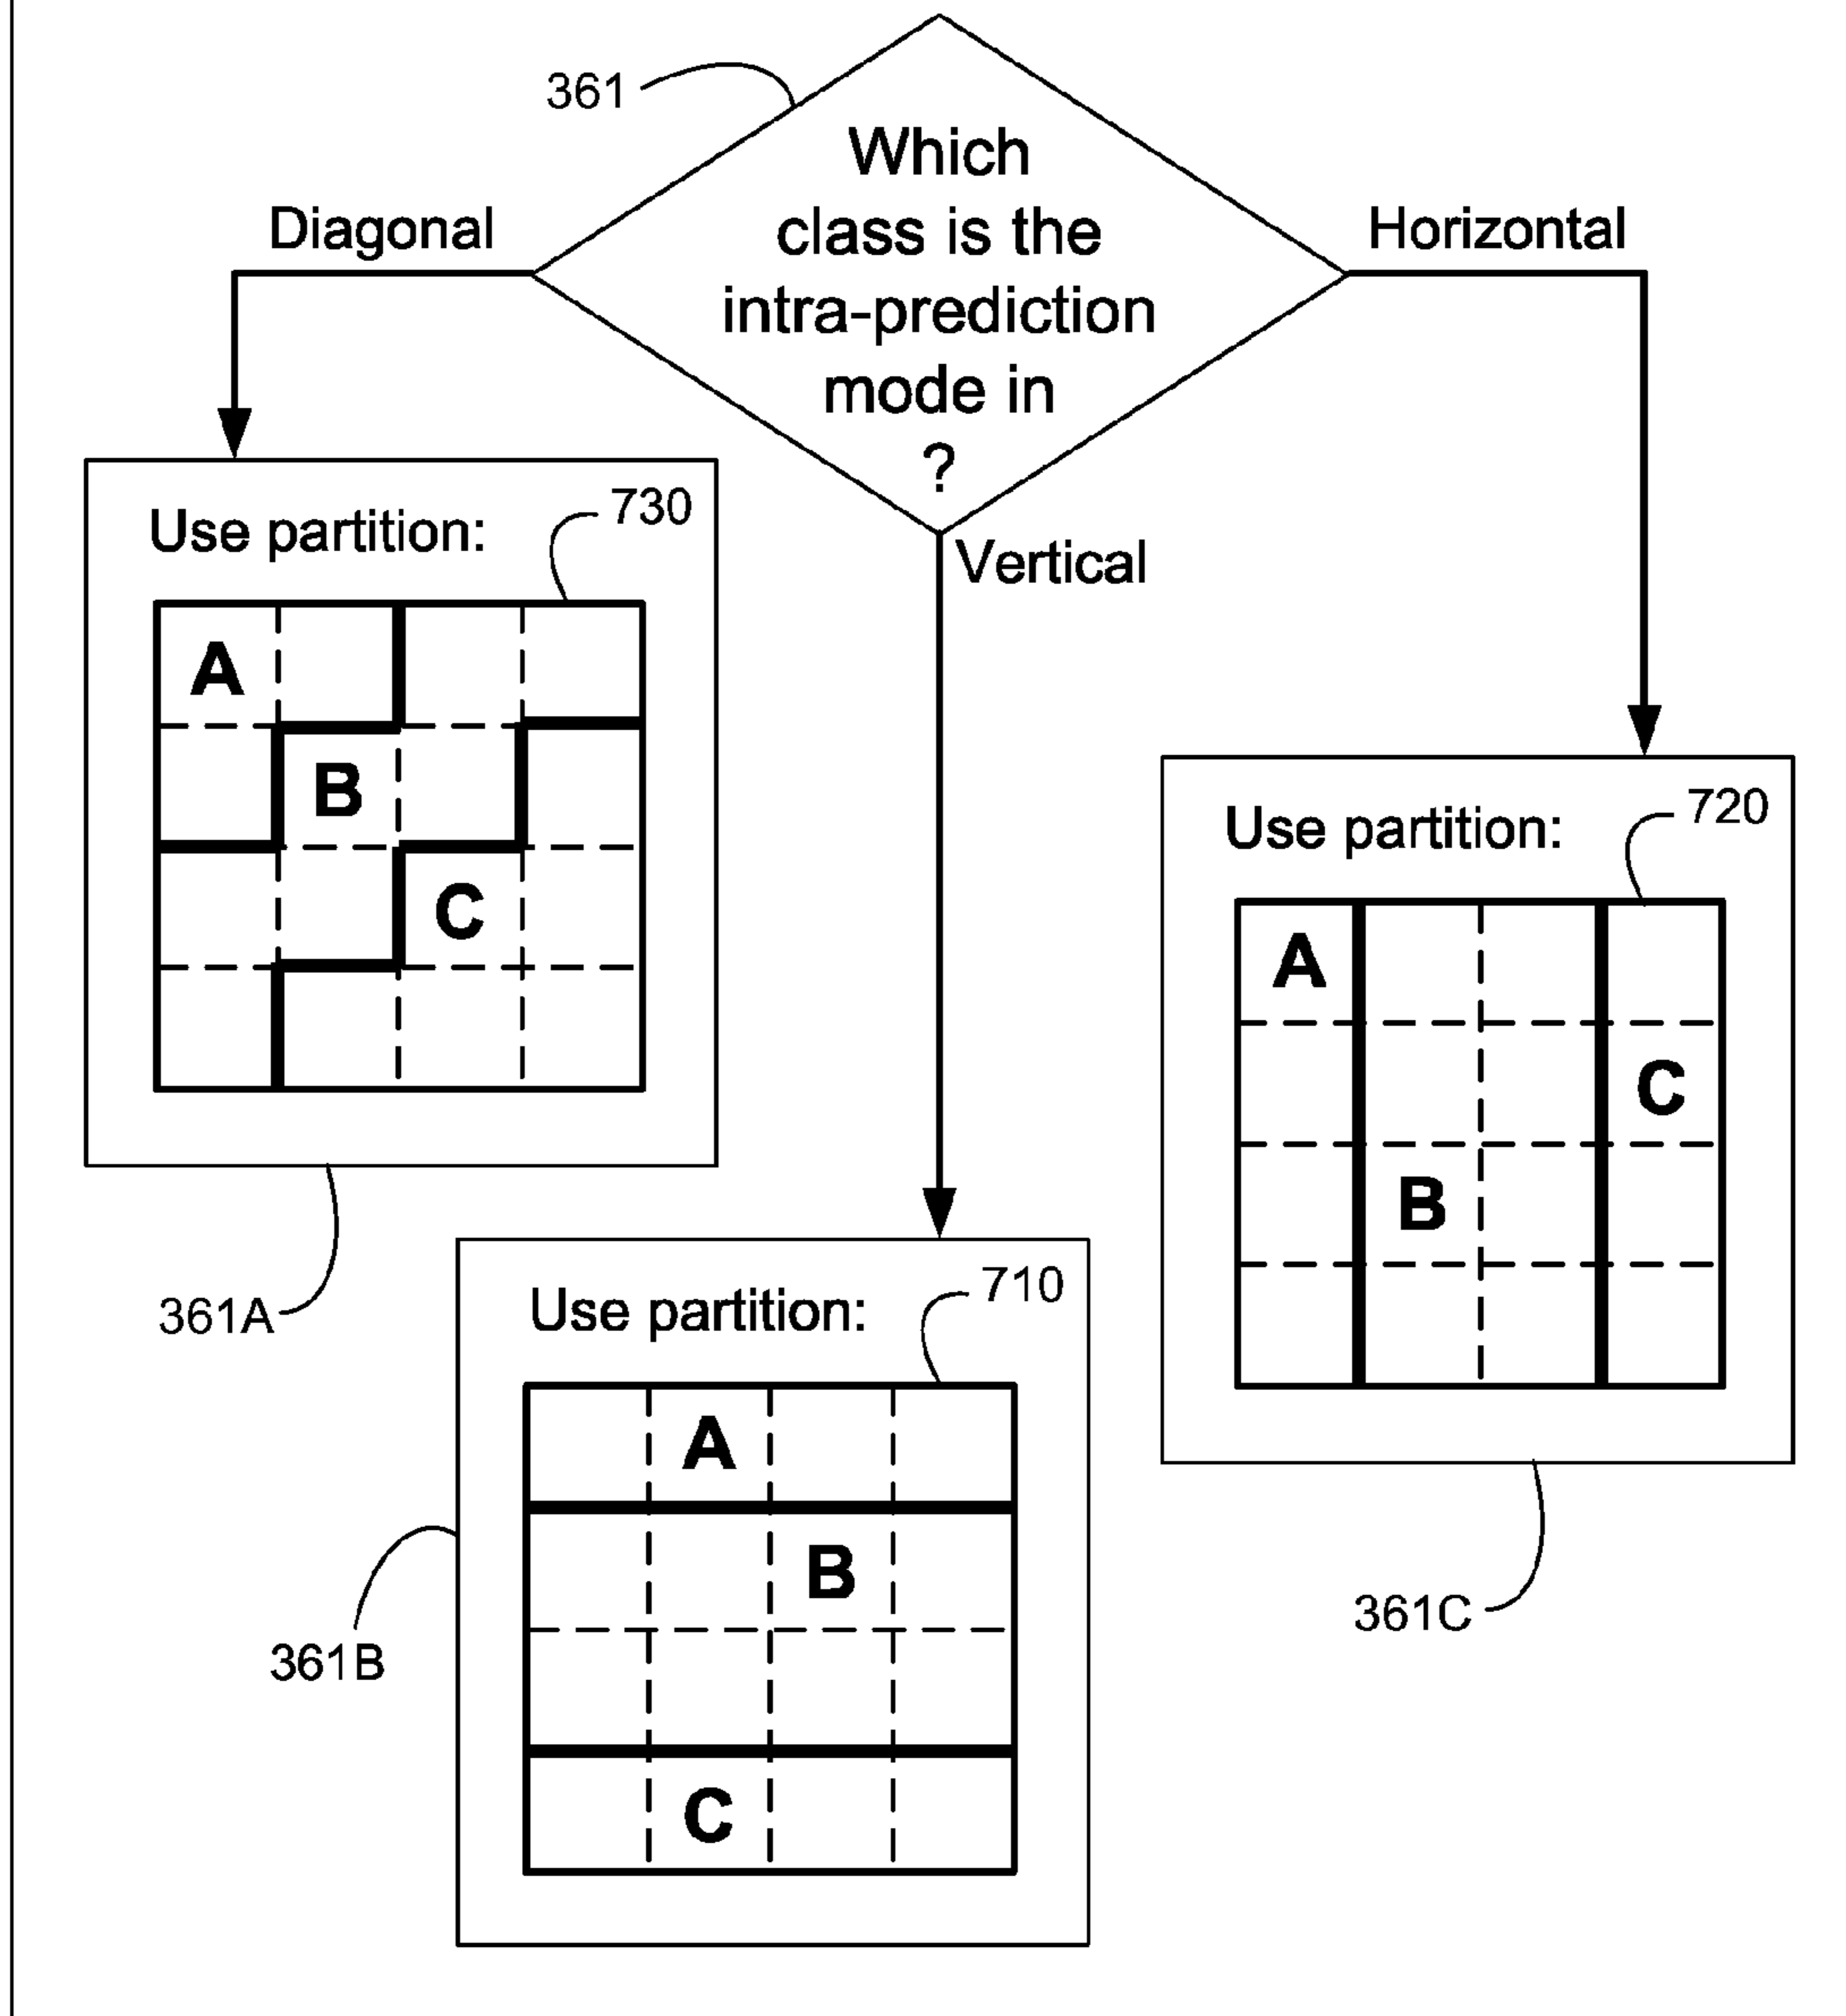 361
Which
class is the
intra-prediction
mode in
?
Diagonal
Horizontal
Vertical
Use partition:
730
A
B
C
361A
Use partition:
720
A
C
B
361C
Use partition:
710
A
B
C
361B